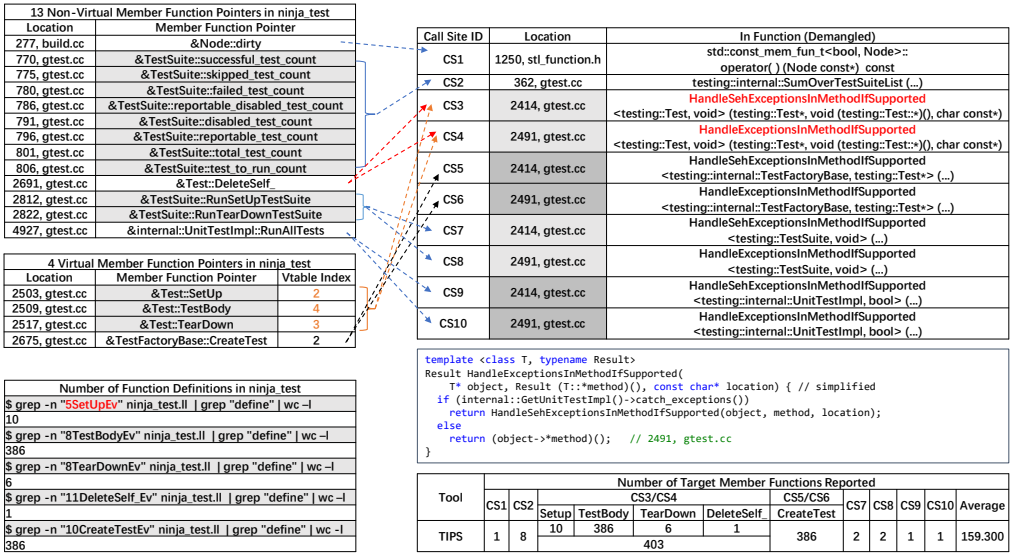 13 Non-Virtual Member Function Pointers in ninja_test
Location Member Function Pointer
277, build.cc &Node::dirty
770, gtest.cc &TestSuite::successful_test_count
775, gtest.cc &TestSuite::skipped_test_count
780, gtest.cc &TestSuite::failed_test_count
786, gtest.cc &TestSuite::reportable_disabled_test_count
791, gtest.cc &TestSuite::disabled_test_count
796, gtest.cc &TestSuite::reportable_test_count
801, gtest.cc &TestSuite::total_test_count
806, gtest.cc &TestSuite::test_to_run_count
2691, gtest.cc &Test::DeleteSelf_
2812, gtest.cc &TestSuite::RunSetUpTestSuite
2822, gtest.cc &TestSuite::RunTearDownTestSuite
4927, gtest.cc &internal::UnitTestImpl::RunAllTests
4 Virtual Member Function Pointers in ninja_test
Location Member Function Pointer Vtable Index
2503, gtest.cc &Test::SetUp 2
2509, gtest.cc &Test::TestBody 4
2517, gtest.cc &Test::TearDown 3
2675, gtest.cc &TestFactoryBase::CreateTest 2
Number of Function Definitions in ninja_test
$ grep -n "5SetUpEv" ninja_test.ll | grep "define" | wc –l
10
$ grep -n "8TestBodyEv" ninja_test.ll | grep "define" | wc –l
386
$ grep -n "8TearDownEv" ninja_test.ll | grep "define" | wc –l
6
$ grep -n "11DeleteSelf_Ev" ninja_test.ll | grep "define" | wc –l
1
$ grep -n "10CreateTestEv" ninja_test.ll | grep "define" | wc –l
386
Call Site ID Location In Function (Demangled)
CS1 1250, stl_function.h std::const_mem_fun_t<bool, Node>::
operator( ) (Node const*) const
CS2 362, gtest.cc testing::internal::SumOverTestSuiteList (...)
CS3 2414, gtest.cc HandleSehExceptionsInMethodIfSupported
<testing::Test, void> (testing::Test*, void (testing::Test::*)(), char const*)
CS4 2491, gtest.cc HandleExceptionsInMethodIfSupported
<testing::Test, void> (testing::Test*, void (testing::Test::*)(), char const*)
CS5 2414, gtest.cc HandleSehExceptionsInMethodIfSupported
<testing::internal::TestFactoryBase, testing::Test*> (...)
CS6 2491, gtest.cc HandleExceptionsInMethodIfSupported
<testing::internal::TestFactoryBase, testing::Test*> (...)
CS7 2414, gtest.cc HandleSehExceptionsInMethodIfSupported
<testing::TestSuite, void> (...)
CS8 2491, gtest.cc HandleExceptionsInMethodIfSupported
<testing::TestSuite, void> (...)
CS9 2414, gtest.cc HandleSehExceptionsInMethodIfSupported
<testing::internal::UnitTestImpl, bool> (...)
CS10 2491, gtest.cc HandleExceptionsInMethodIfSupported
<testing::internal::UnitTestImpl, bool> (...)
template <class T, typename Result>
Result HandleExceptionsInMethodIfSupported(
T* object, Result (T::*method)(), const char* location) { // simplified
if (internal::GetUnitTestImpl()->catch_exceptions())
return HandleSehExceptionsInMethodIfSupported(object, method, location);
else
return (object->*method)(); // 2491, gtest.cc
}
Tool Number of Target Member Functions Reported
CS1 CS2 CS3/CS4 CS5/CS6 CS7 CS8 CS9 CS10 Average
Setup TestBody TearDown DeleteSelf_ CreateTest
TIPS 1 8 10 386 6 1 386 2 2 1 1 159.300
403